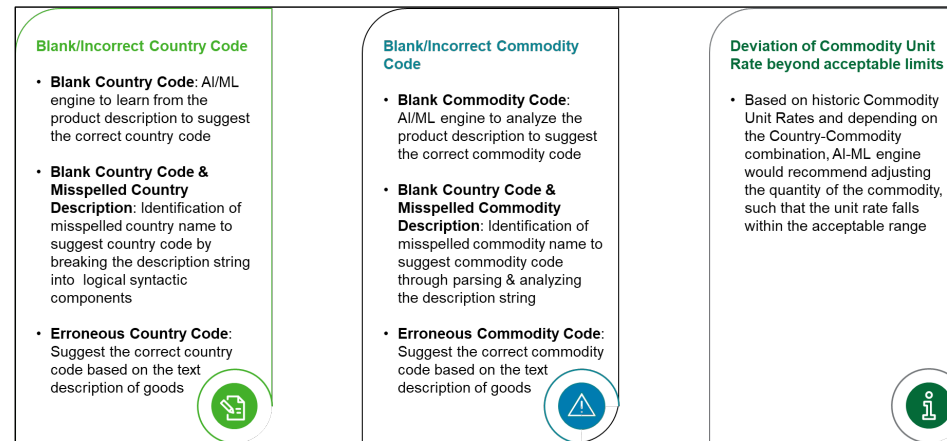 Blank/Incorrect Country Code
• Blank Country Code: AI/ML
engine to learn from the
product description to suggest
the correct country code
• Blank Country Code &
Misspelled Country
Description: Identification of
misspelled country name to
suggest country code by
breaking the description string
into logical syntactic
components
• Erroneous Country Code:
Suggest the correct country
code based on the text
description of goods
Blank/Incorrect Commodity
Code
• Blank Commodity Code:
AI/ML engine to analyze the
product description to suggest
the correct commodity code
• Blank Country Code &
Misspelled Commodity
Description: Identification of
misspelled commodity name to
suggest commodity code
through parsing & analyzing
the description string
• Erroneous Commodity Code:
Suggest the correct commodity
code based on the text
description of goods
Deviation of Commodity Unit
Rate beyond acceptable limits
• Based on historic Commodity
Unit Rates and depending on
the Country-Commodity
combination, AI-ML engine
would recommend adjusting
the quantity of the commodity,
such that the unit rate falls
within the acceptable range